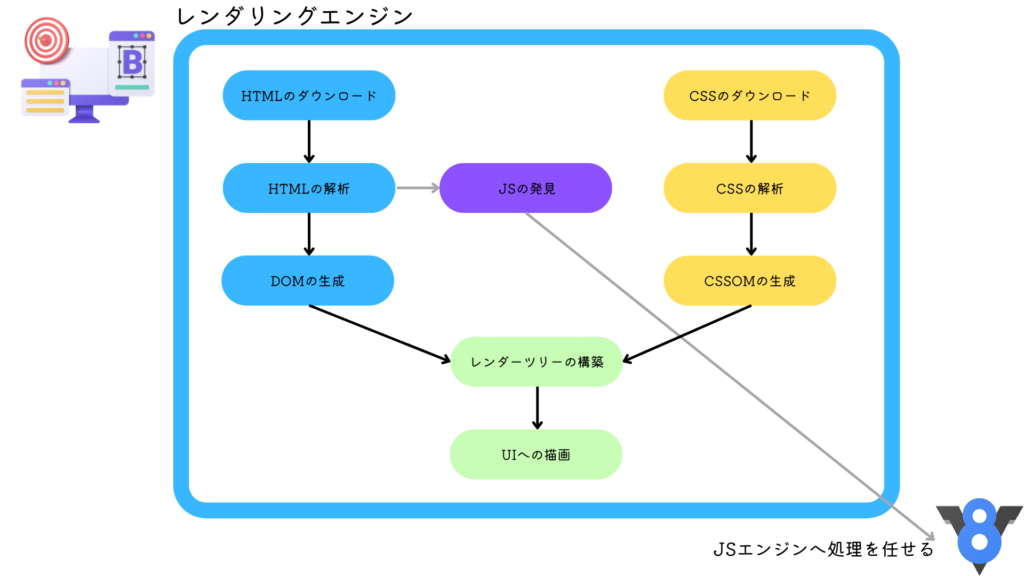 レンダリングエンジン
B
HTMLのダウンロード
CSSのダウンロード
HTMLの解析
JSの発見
CSSの解析
DOMの生成
CSSOMの生成
レンダーツリーの構築
UIへの描画
JSエンジンへ処理を任せる
V8